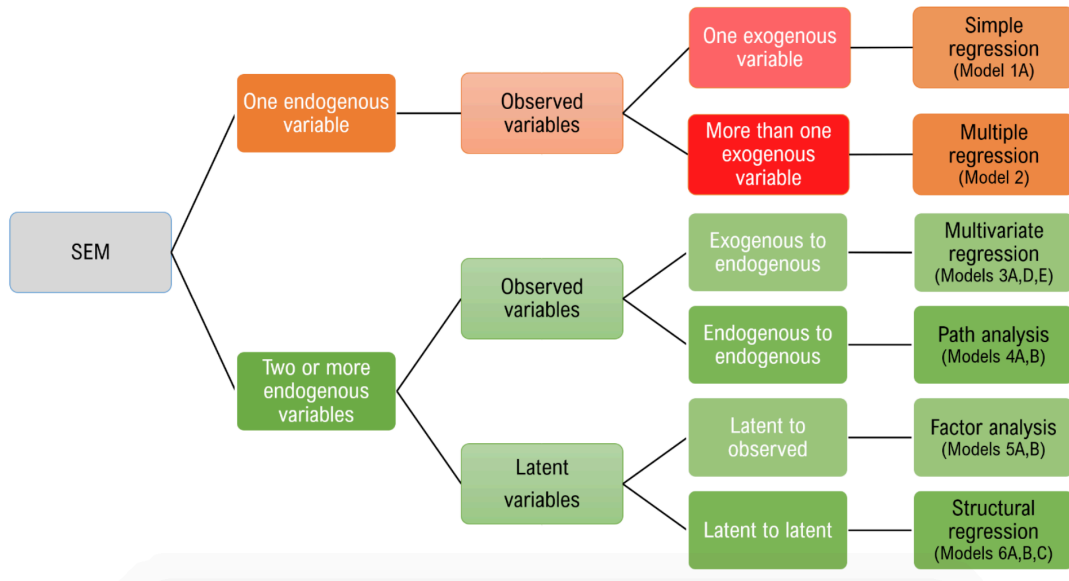 SEM
One endogenous
variable
Two or more
endogenous
variables
Observed
variables
Observed
variables
Latent
variables
One exogenous
variable
More than one
exogenous
variable
Exogenous to
endogenous
Endogenous to
endogenous
Latent to
observed
Latent to latent
Simple
regression
(Model 1A)
Multiple
regression
(Model 2)
Multivariate
regression
(Models 3A,D,E)
Path analysis
(Models 4A,B)
Factor analysis
(Models 5A,B)
Structural
regression
(Models 6A,B,C)